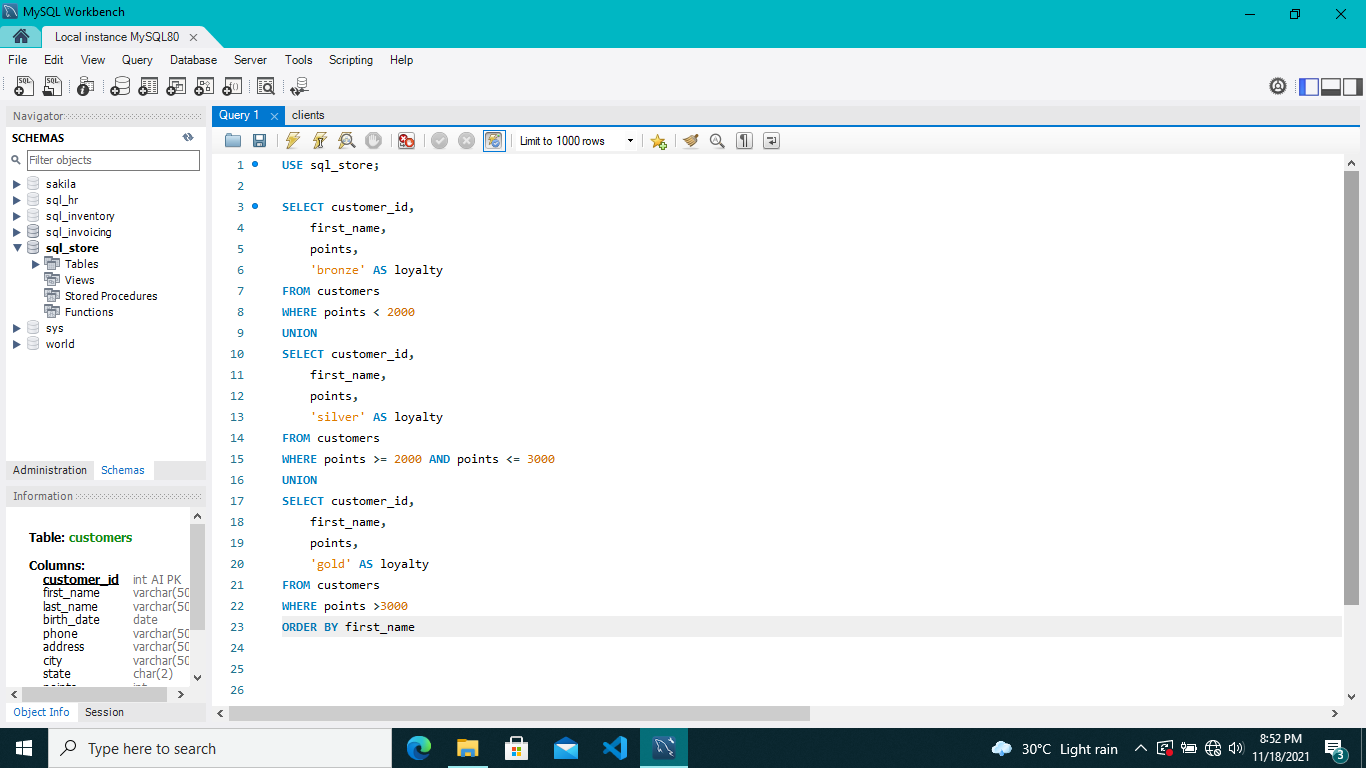 MySQL Workbench
Local instance MySQL80
File Edit View Query Database Server Tools Scripting Help
Navigator
SCHEMAS
Filter objects
sakila
sql_hr
sql_inventory
sql_invoicing
sql_store
Tables
Views
Stored Procedures
Functions
sys
world
Administration Schemas
Information
Table: customers
Columns:
customer_id int AI PK
first_name varchar(50
last_name varchar(50
birth_date date
phone varchar(50
address varchar(50
city varchar(50
state char(2)
Object Info Session
Query 1 clients
Limit to 1000 rows
1 USE sql_store;
2
3 SELECT customer_id,
4 first_name,
5 points,
6 'bronze' AS loyalty
7 FROM customers
8 WHERE points < 2000
9 UNION
10 SELECT customer_id,
11 first_name,
12 points,
13 'silver' AS loyalty
14 FROM customers
15 WHERE points >= 2000 AND points <= 3000
16 UNION
17 SELECT customer_id,
18 first_name,
19 points,
20 'gold' AS loyalty
21 FROM customers
22 WHERE points >3000
23 ORDER BY first_name
24
25
26
Type here to search
30°C Light rain
8:52 PM
11/18/2021
3